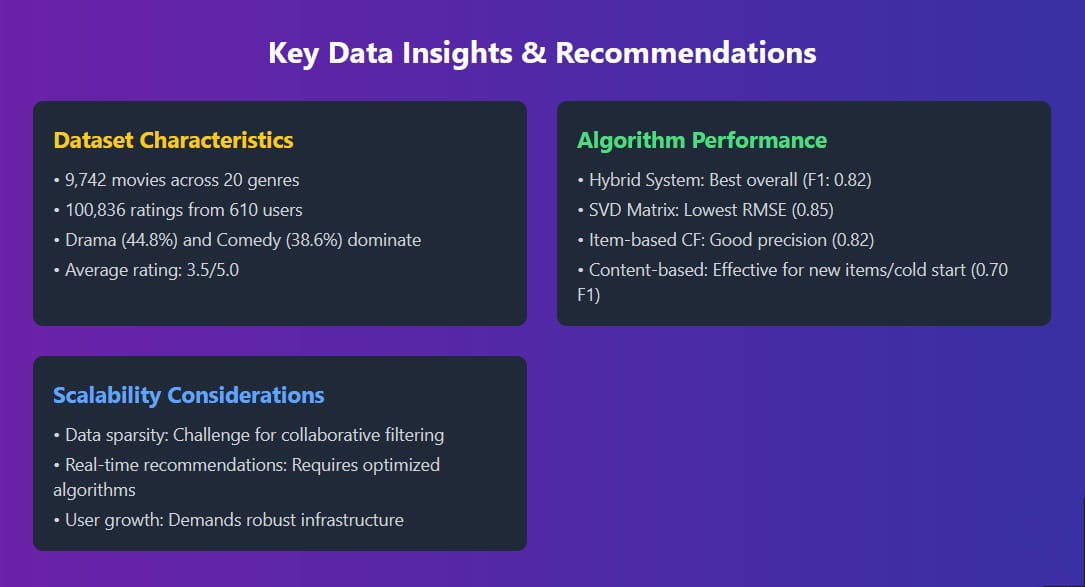 Key Data Insights & Recommendations
Dataset Characteristics
• 9,742 movies across 20 genres
• 100,836 ratings from 610 users
• Drama (44.8%) and Comedy (38.6%) dominate
• Average rating: 3.5/5.0
Algorithm Performance
• Hybrid System: Best overall (F1: 0.82)
• SVD Matrix: Lowest RMSE (0.85)
• Item-based CF: Good precision (0.82)
• Content-based: Effective for new items/cold start (0.70
F1)
Scalability Considerations
• Data sparsity: Challenge for collaborative filtering
• Real-time recommendations: Requires optimized
algorithms
• User growth: Demands robust infrastructure